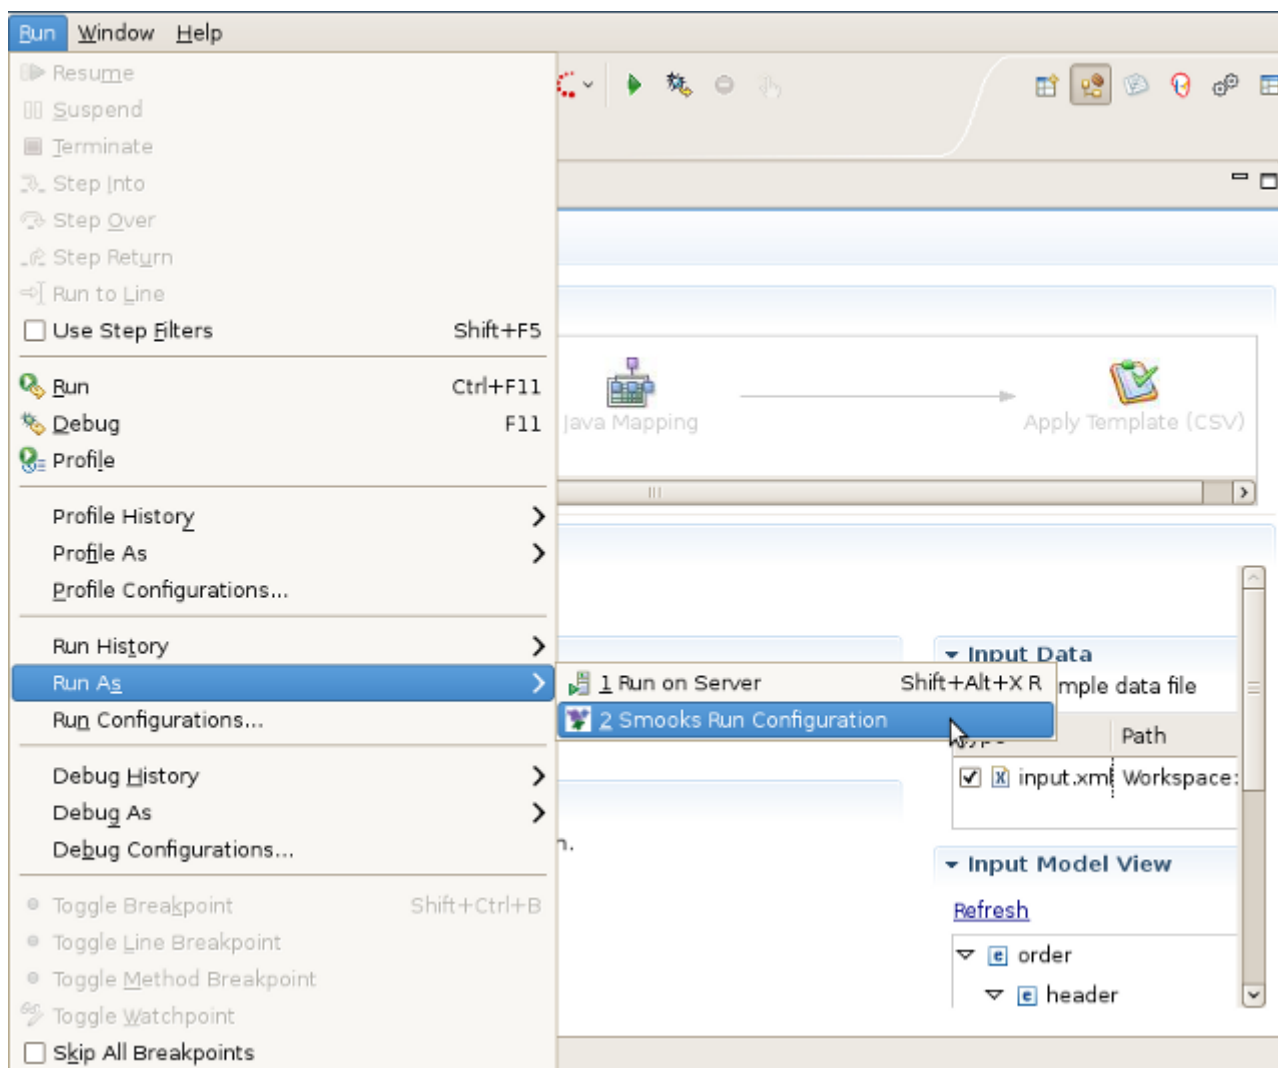 Run Window Help
Resume
Suspend
Terminate
Step Into
Step Over
Step Return
Run to Line
Use Step Filters Shift+F5
Run Ctrl+F11
Debug F11
Profile
Java Mapping
Apply Template (CSV)
Profile History
Profile As
Profile Configurations...
Run History
Run As
Run Configurations...
1 Run on Server Shift+Alt+X R
2 Smooks Run Configuration
Debug History
Debug As
Debug Configurations...
Toggle Breakpoint Shift+Ctrl+B
Toggle Line Breakpoint
Toggle Method Breakpoint
Toggle Watchpoint
Skip All Breakpoints
n.
Input Data
mple data file
Path
input.xml Workspace:
Input Model View
Refresh
order
header